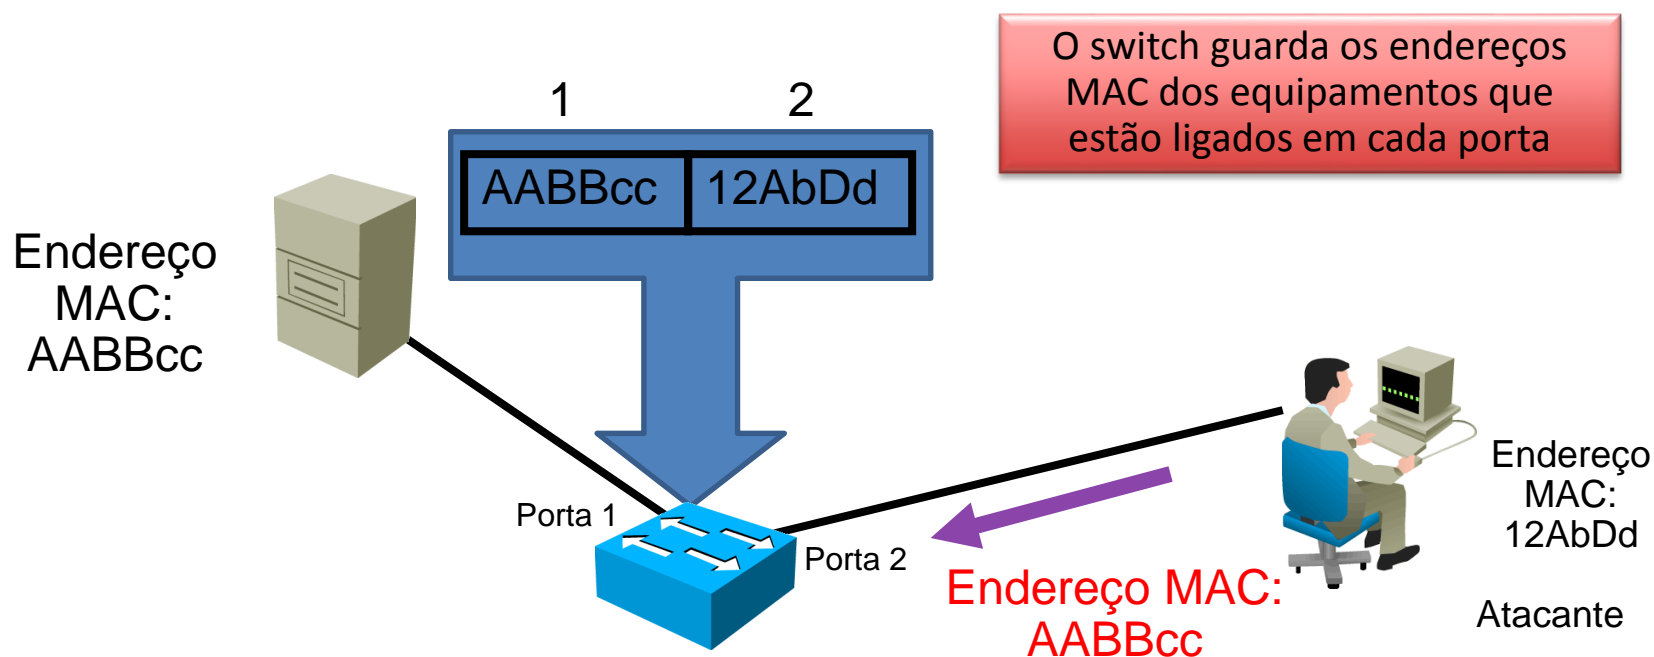 O switch guarda os endereços
MAC dos equipamentos que
estão ligados em cada porta
1 2
AABBcc 12AbDd
Endereço
MAC:
AABBcc
Porta 1
Porta 2
Endereço MAC:
AABBcc
Endereço
MAC:
12AbDd
Atacante